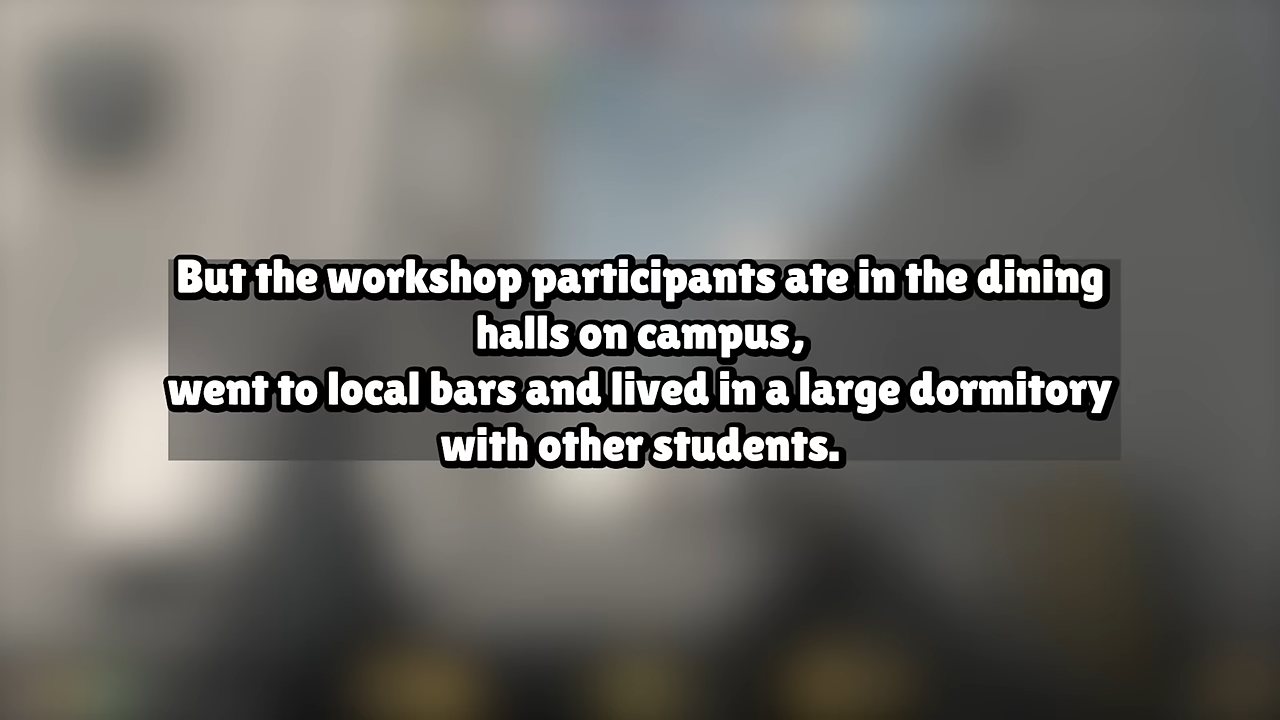 But the workshop participants ate in the dining
halls on campus,
went to local bars and lived in a large dormitory
with other students.